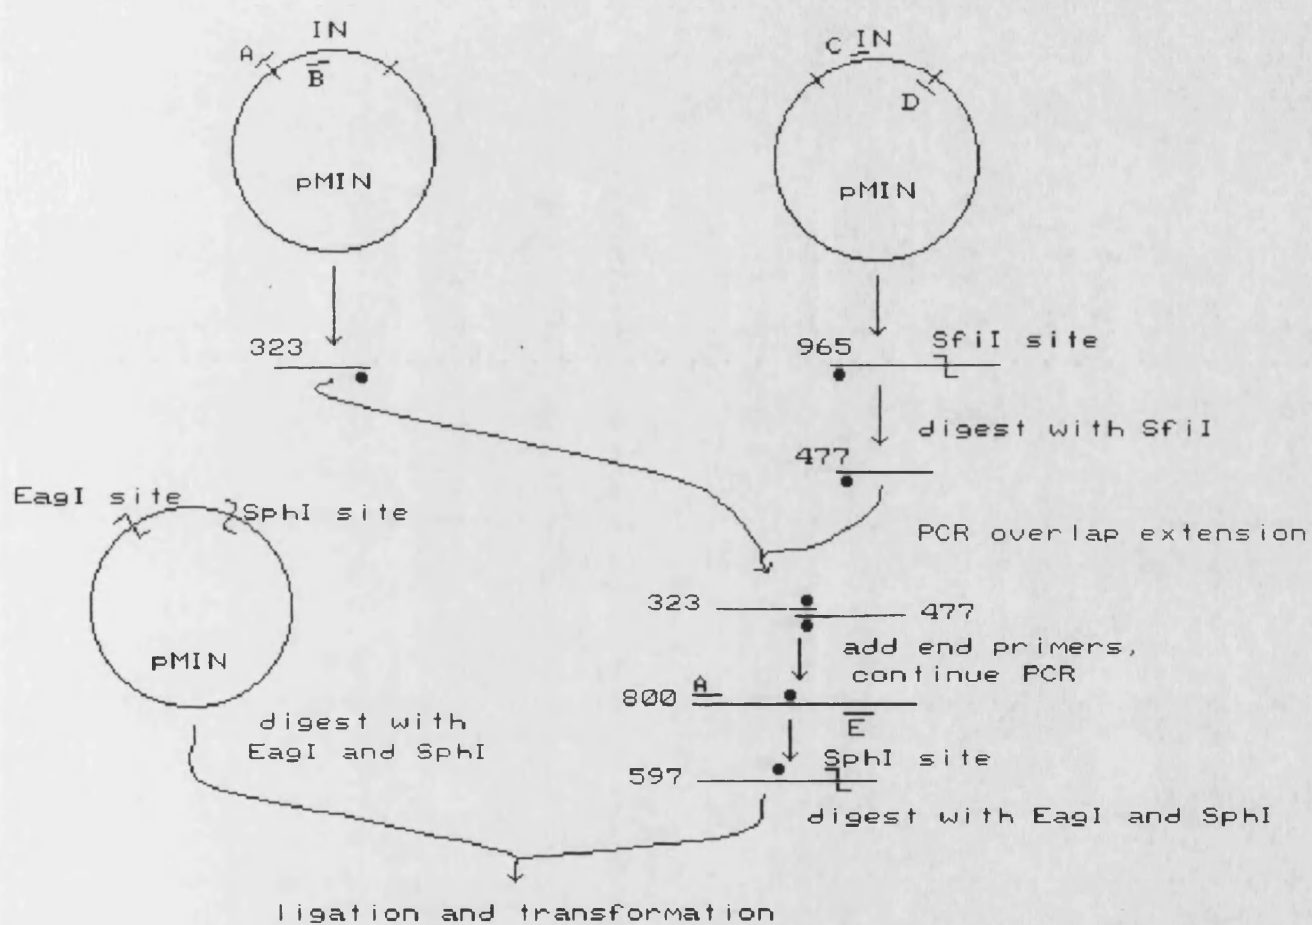 IN
A
B
pMIN
C IN
D
pMIN
323
965
SfiI site
digest with SfiI
477
EagI site
SphI site
PCR overlap extension
pMIN
323
477
add end primers,
continue PCR
digest with
EagI and SphI
A
800
E
SphI site
597
digest with EagI and SphI
ligation and transformation